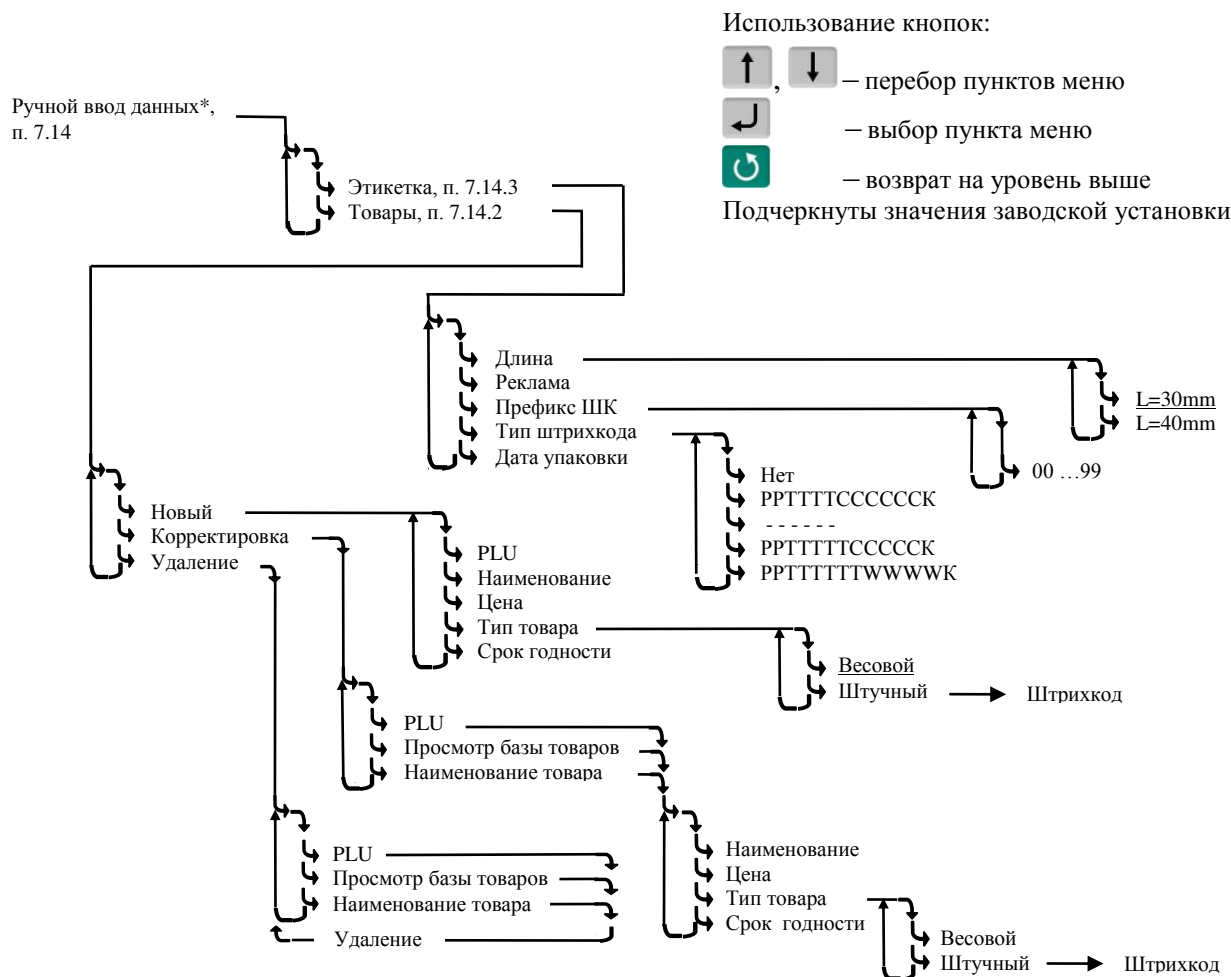 Использование кнопок:
, – перебор пунктов меню
– выбор пункта меню
– возврат на уровень выше
Подчеркнуты значения заводской установки
Ручной ввод данных*,
п. 7.14
Этикетка, п. 7.14.3
Товары, п. 7.14.2
Длина
Реклама
Префикс ШК
Тип штрихкода
Дата упаковки
L=30mm
L=40mm
00 …99
Нет
PPTTTTCCCCCCK
- - - - - -
PPTTTTTCCCCCK
PPTTTTTTWWWWK
Новый
Корректировка
Удаление
PLU
Наименование
Цена
Тип товара
Срок годности
Весовой
Штучный
Штрихкод
PLU
Просмотр базы товаров
Наименование товара
PLU
Просмотр базы товаров
Наименование товара
Удаление
Наименование
Цена
Тип товара
Срок годности
Весовой
Штучный
Штрихкод